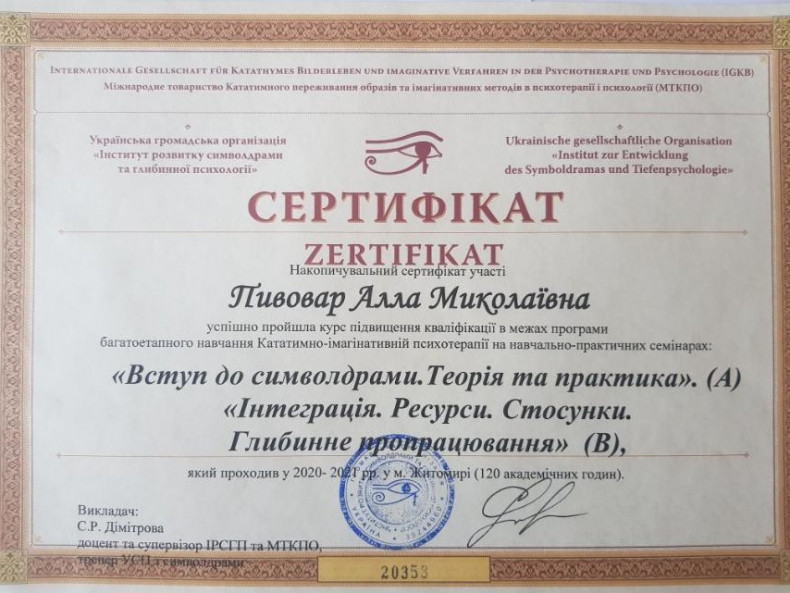 INTERNATIONALE GESELLSCHAFT FÜR KATATHYMES BILDERLEBEN UND IMAGINATIVE VERFAHREN IN DER PSYCHOTHERAPIE UND PSYCHOLOGIE (IGKB)
Міжнародне товариство Кататимного переживання образів та імагінативних методів в психотерапії і психології (МТКПО)
Українська громадська організація
«Інститут розвитку символдрами
та глибинної психології»
Ukrainische gesellschaftliche Organisation
«Institut zur Entwicklung
des Symboldramas und Tiefenpsychologie»
СЕРТИФІКАТ
ZERTIFIKAT
Накопичувальний сертифікат участі
Пивовар Алла Миколаївна
успішно пройшла курс підвищення кваліфікації в межах програми
багатоетапного навчання Кататимно-імагінативній психотерапії на навчально-практичних семінарах:
«Вступ до символдрами.Теорія та практика». (А)
«Інтеграція. Ресурси. Стосунки.
Глибинне пропрацювання» (В),
який проходив у 2020- 2021 рр. у м. Житомирі (120 академічних годин).
Викладач:
Є.Р. Дімітрова
доцент та супервізор ІРСГП та МТКПО,
тренер УСП з символдрами
УКРАЇНА
20353